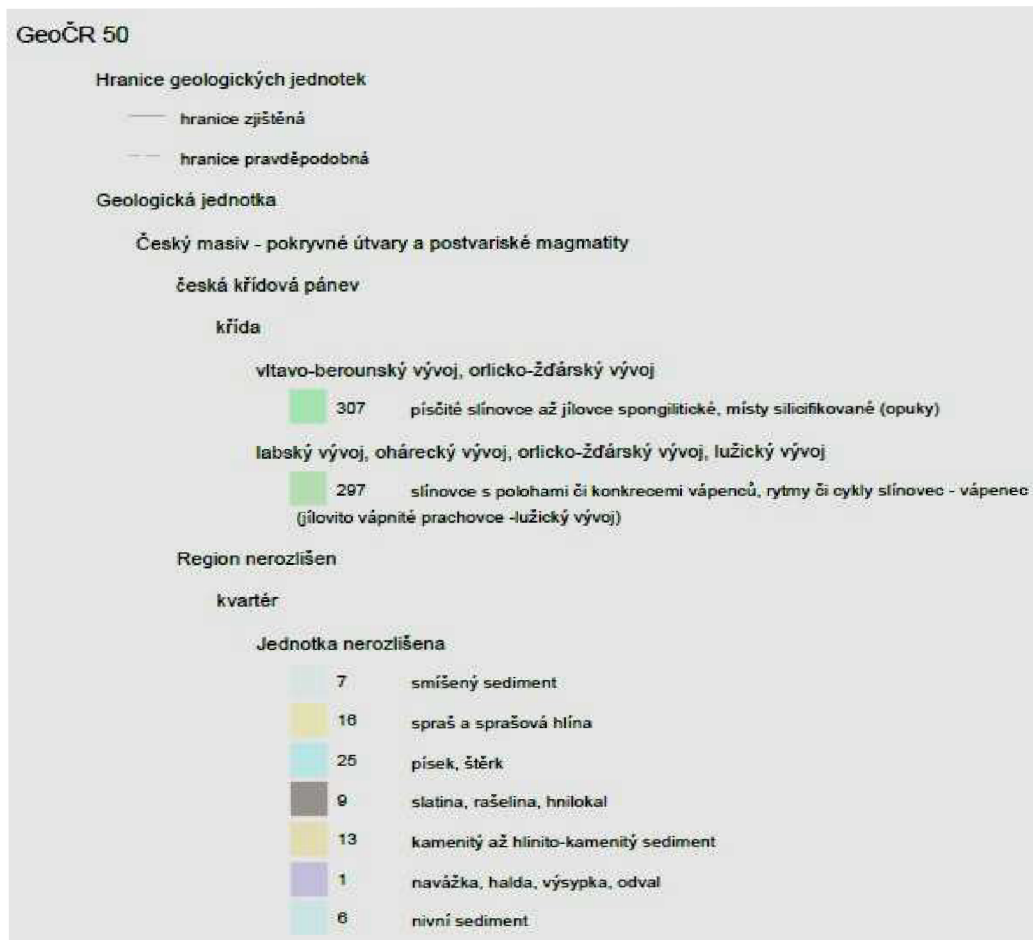 GeoČR 50
Hranice geologických jednotek
hranice zjištěná
hranice pravděpodobná
Geologická jednotka
Český masiv - pokryvné útvary a postvariské magmatity
česká křídová pánev
křída
vltavo-berounský vývoj, orlicko-žďárský vývoj
307 písčité slínovce až jílovce spongilitické, místy silicifikované (opuky)
labský vývoj, ohárecký vývoj, orlicko-žďárský vývoj, lužický vývoj
297 slínovce s polohami či konkrecemi vápenců, rytmy či cykly slínovec - vápenec
(jílovito vápnité prachovce -lužický vývoj)
Region nerozlišen
kvartér
Jednotka nerozlišena
7 smíšený sediment
16 spraš a sprašová hlína
25 písek, štěrk
9 slatina, rašelina, hnilokal
13 kamenitý až hlinito-kamenitý sediment
1 navážka, halda, výsypka, odval
6 nivní sediment